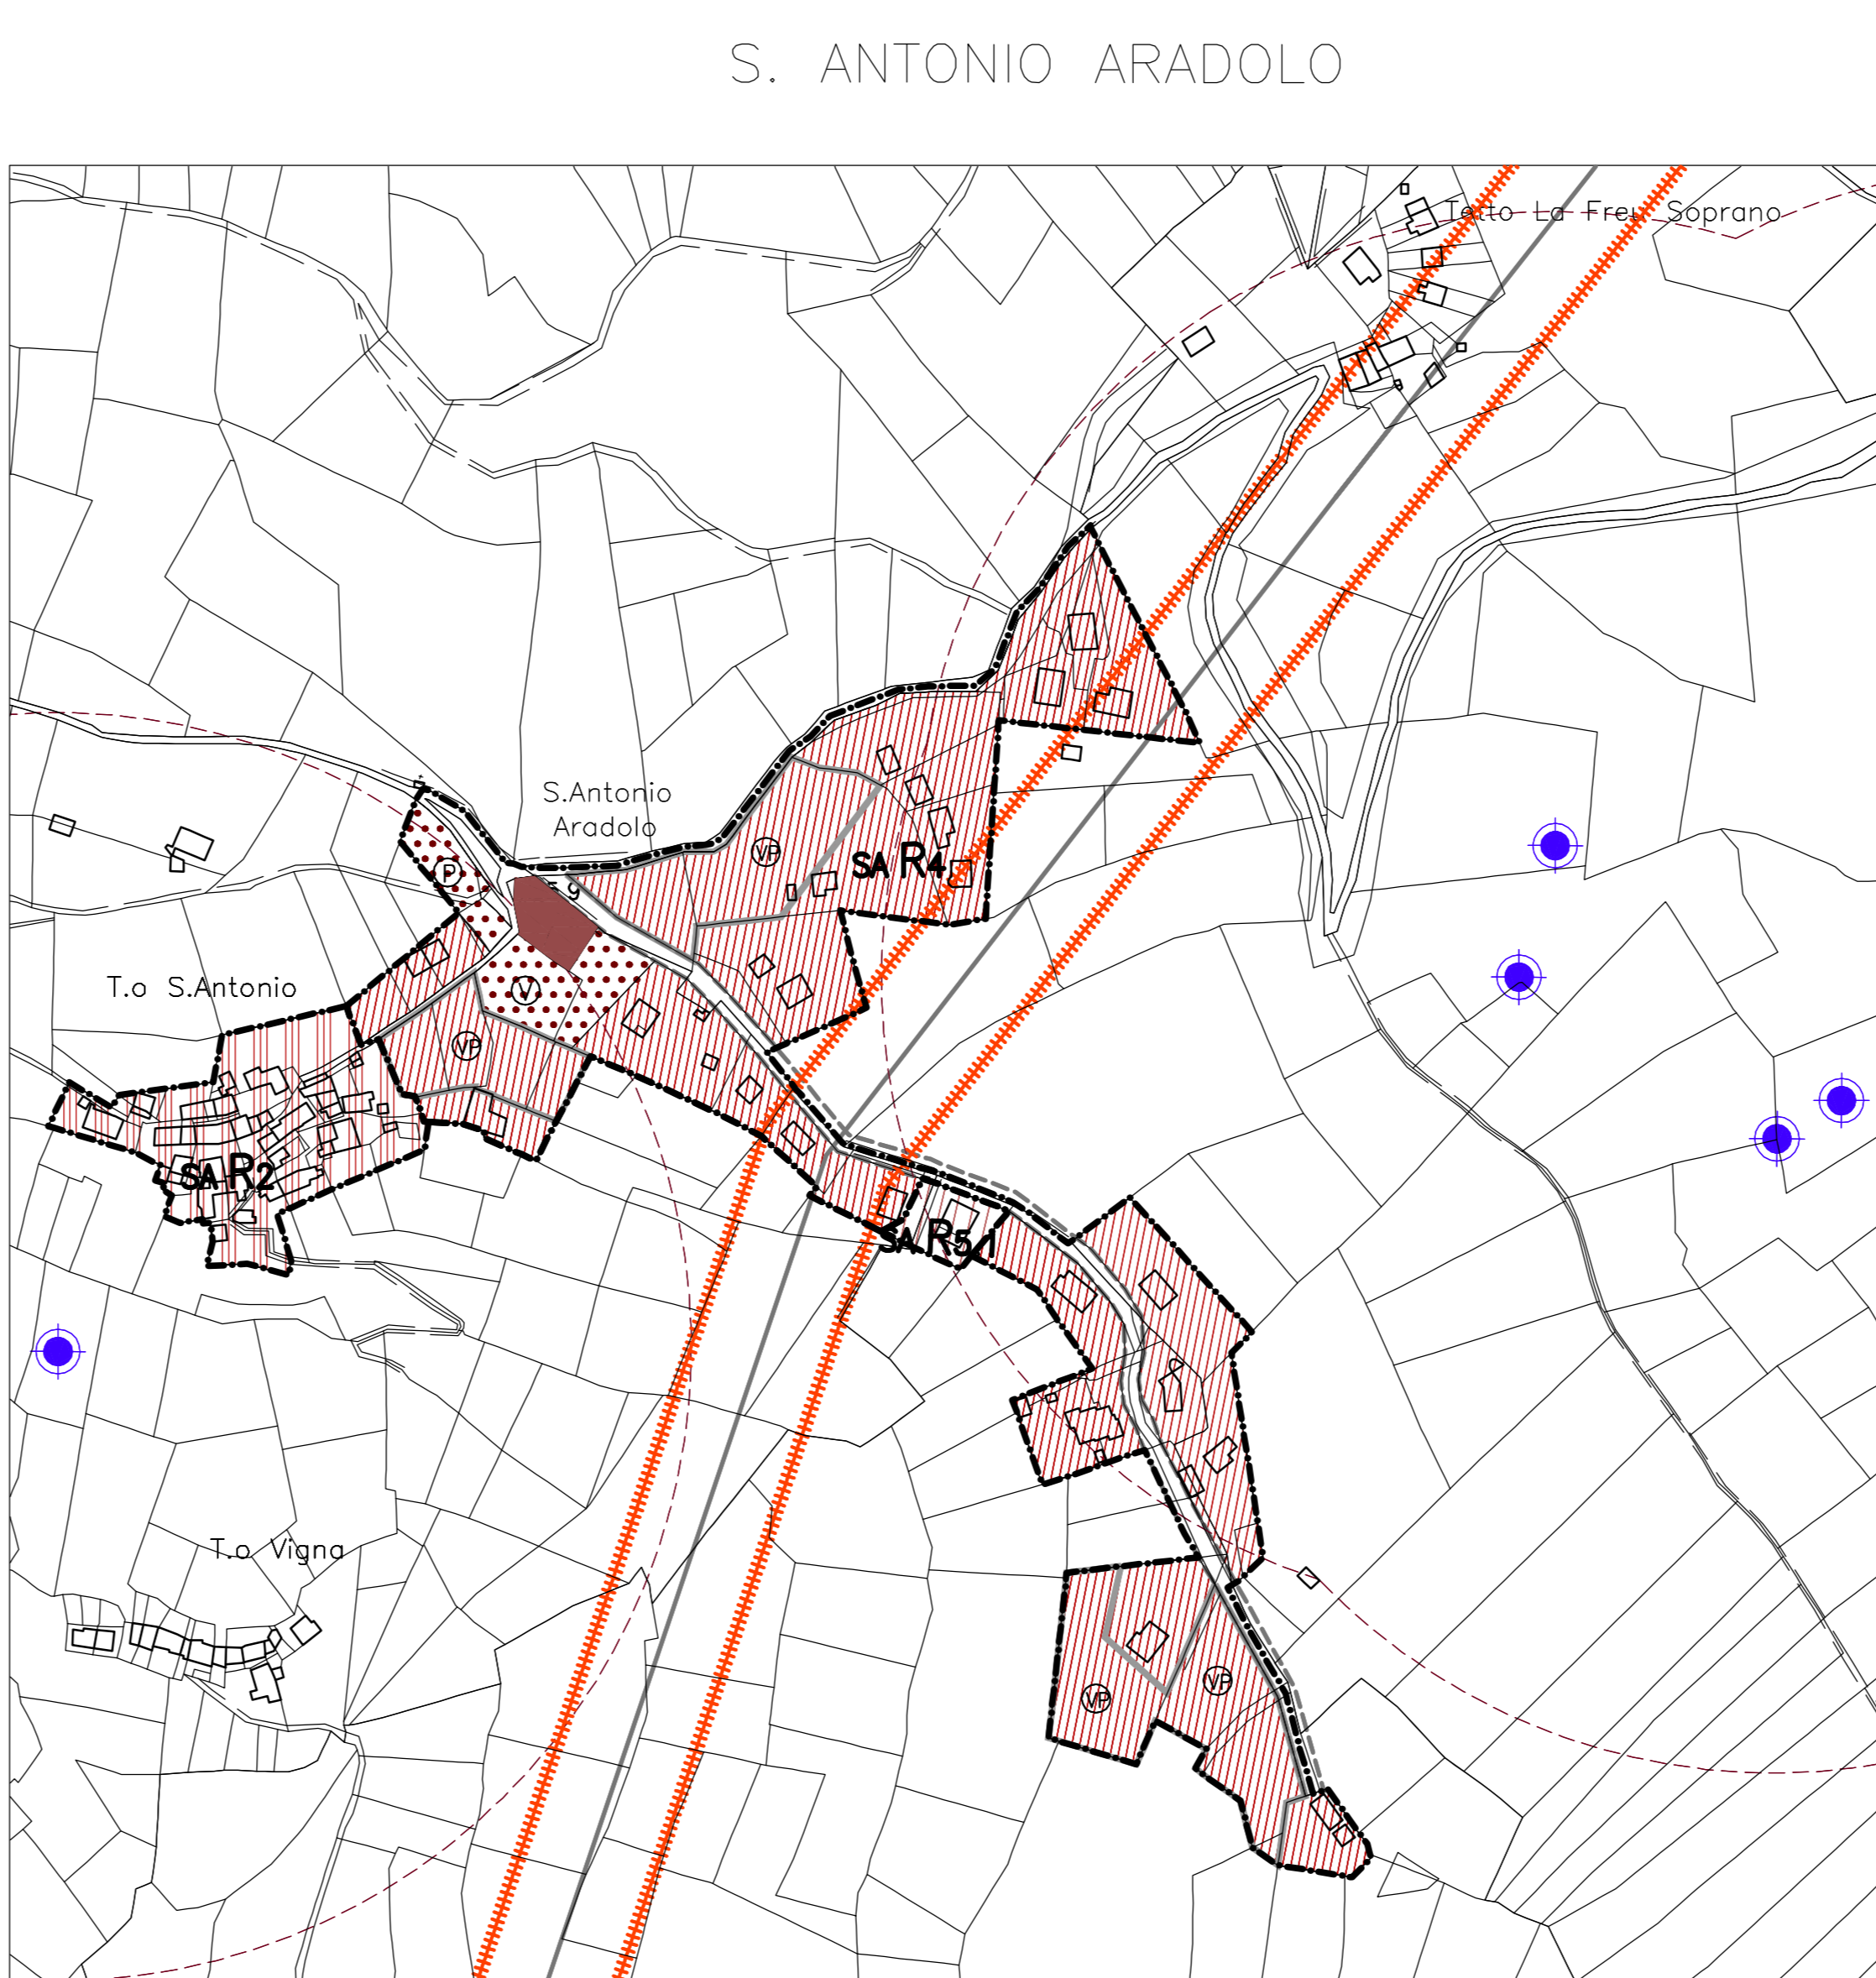 S. ANTONIO ARADOLO
Tetto La Freu Soprano
S.Antonio
Aradolo
VP
SA R4
P
59
T.o S.Antonio
V
VP
SA R2
SA R5.1
T.o Vigna
VP
VP